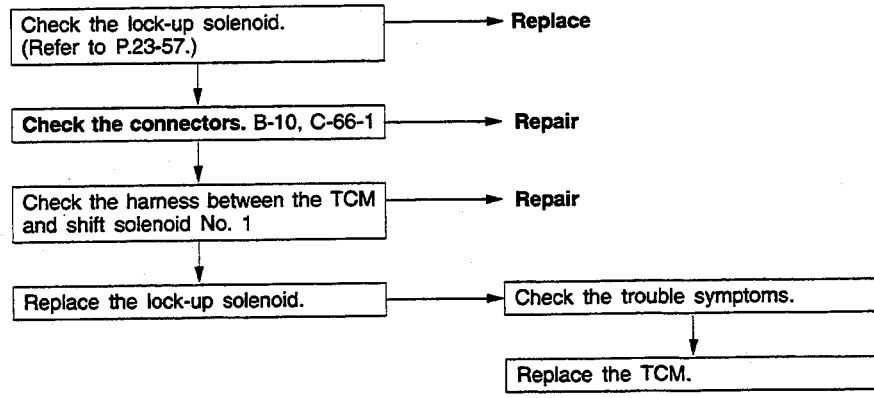 Check the lock-up solenoid.
(Refer to P.23-57.)
Replace
Check the connectors. B-10, C-66-1
Repair
Check the harness between the TCM
and shift solenoid No. 1
Repair
Replace the lock-up solenoid.
Check the trouble symptoms.
Replace the TCM.